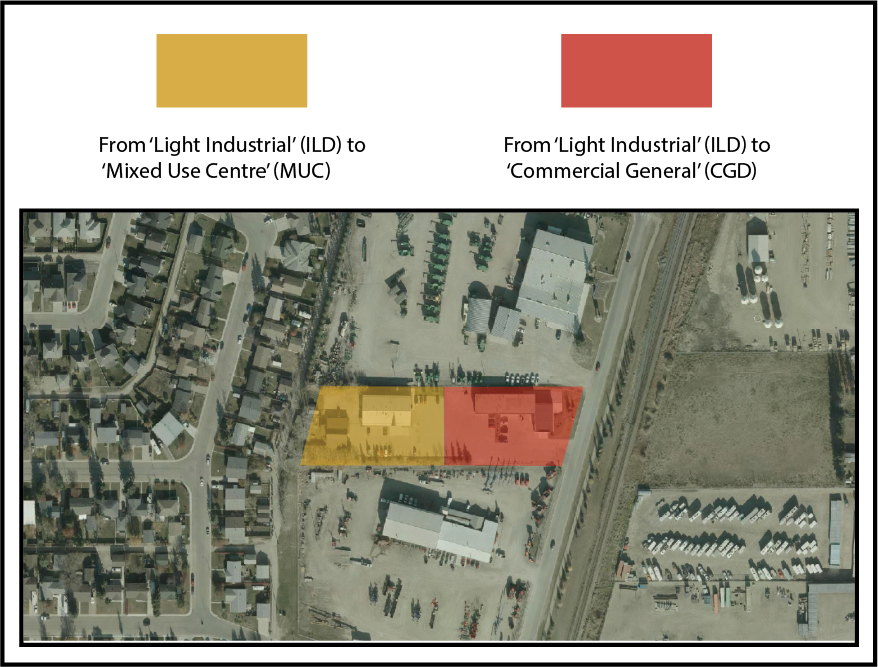 From ‘Light Industrial’ (ILD) to
‘Mixed Use Centre’ (MUC)
From ‘Light Industrial’ (ILD) to
‘Commercial General’ (CGD)